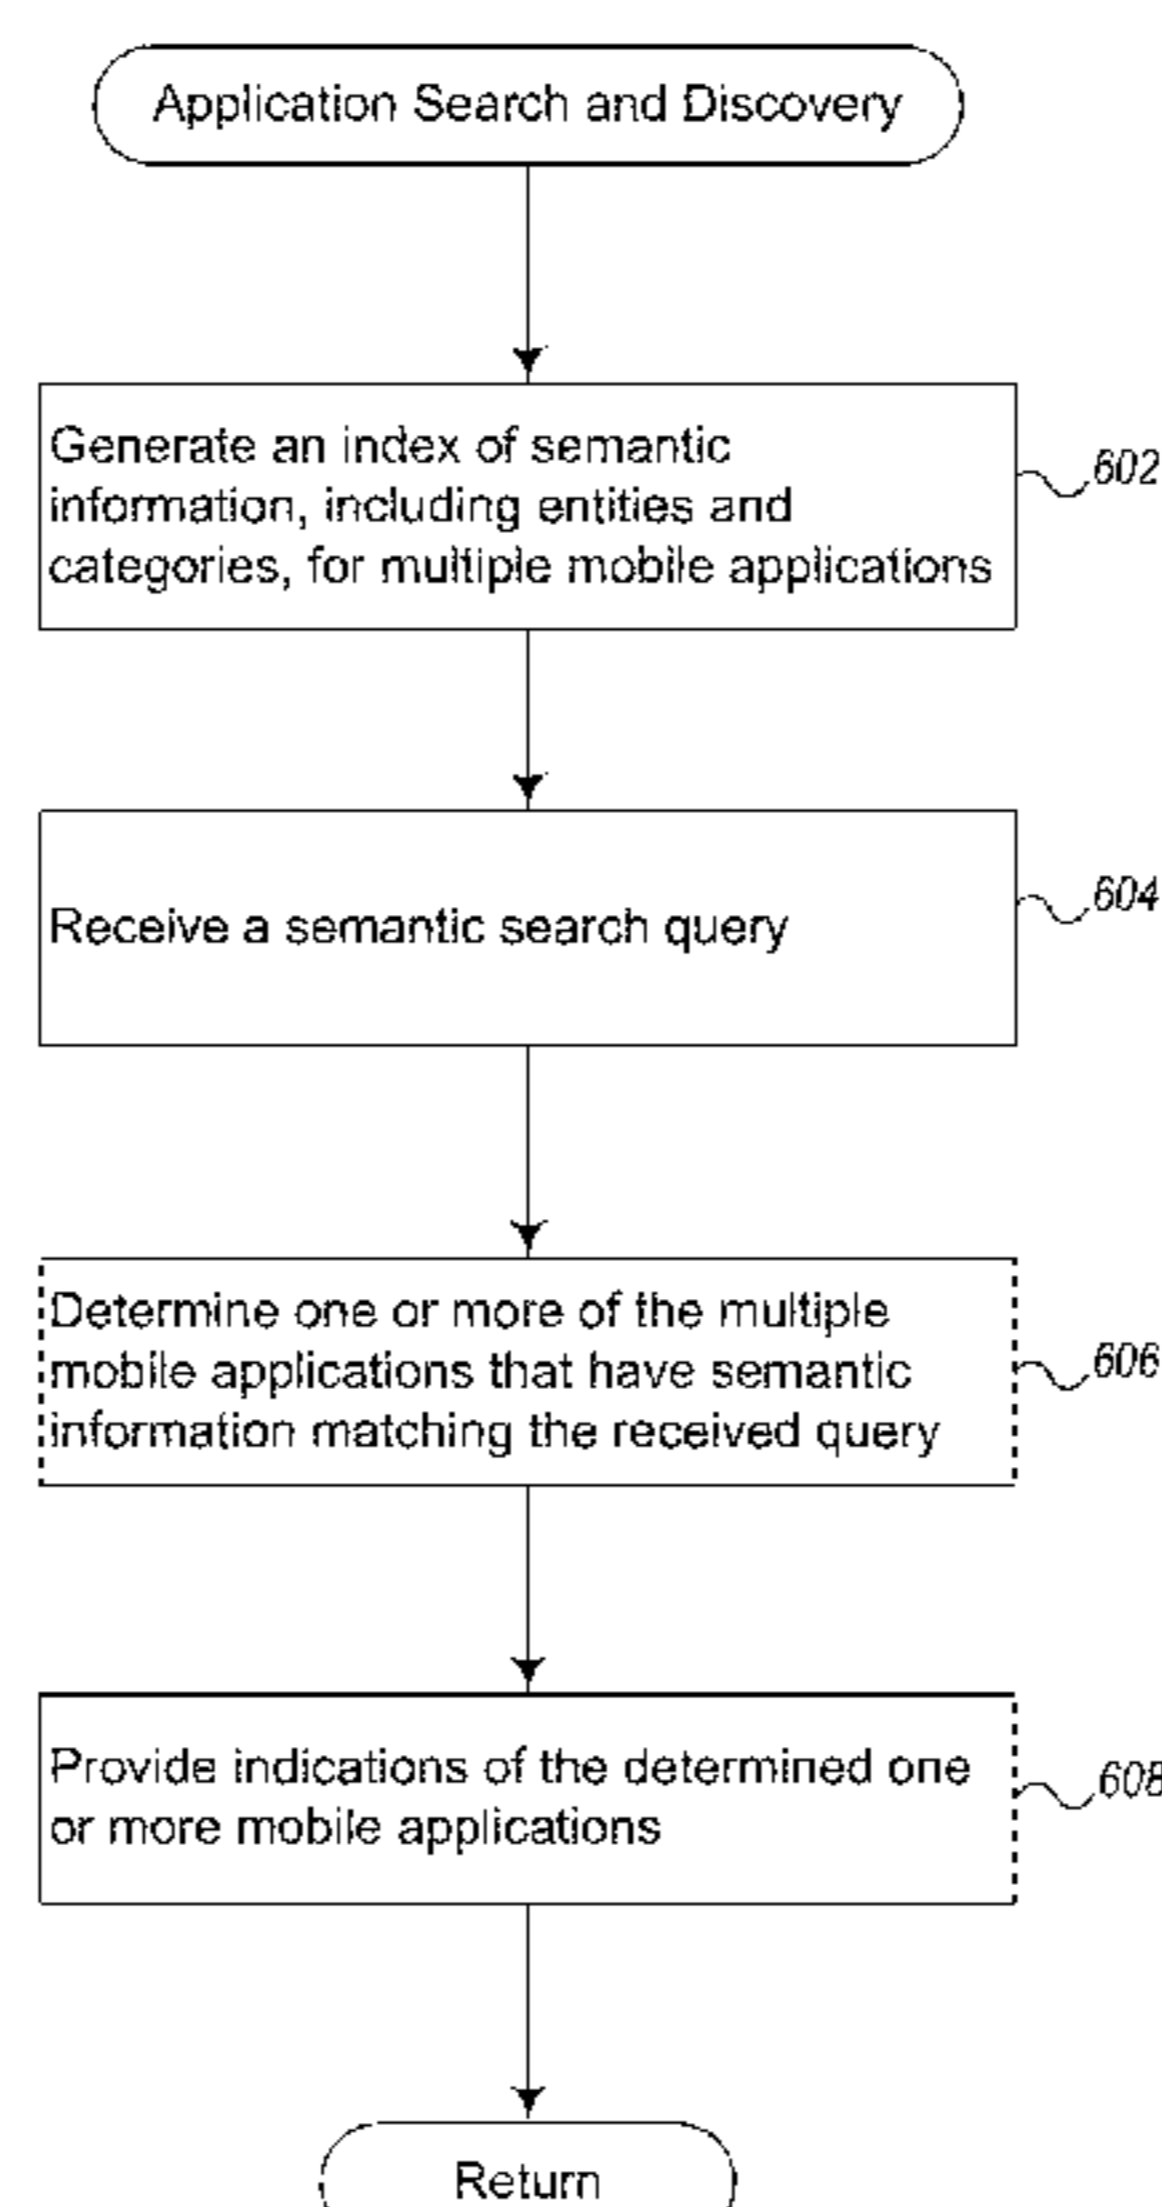 Application Search and Discovery
Generate an index of semantic
information, including entities and
categories, for multiple mobile applications
602
Receive a semantic search query
604
Determine one or more of the multiple
mobile applications that have semantic
information matching the received query
606
Provide indications of the determined one
or more mobile applications
608
Return